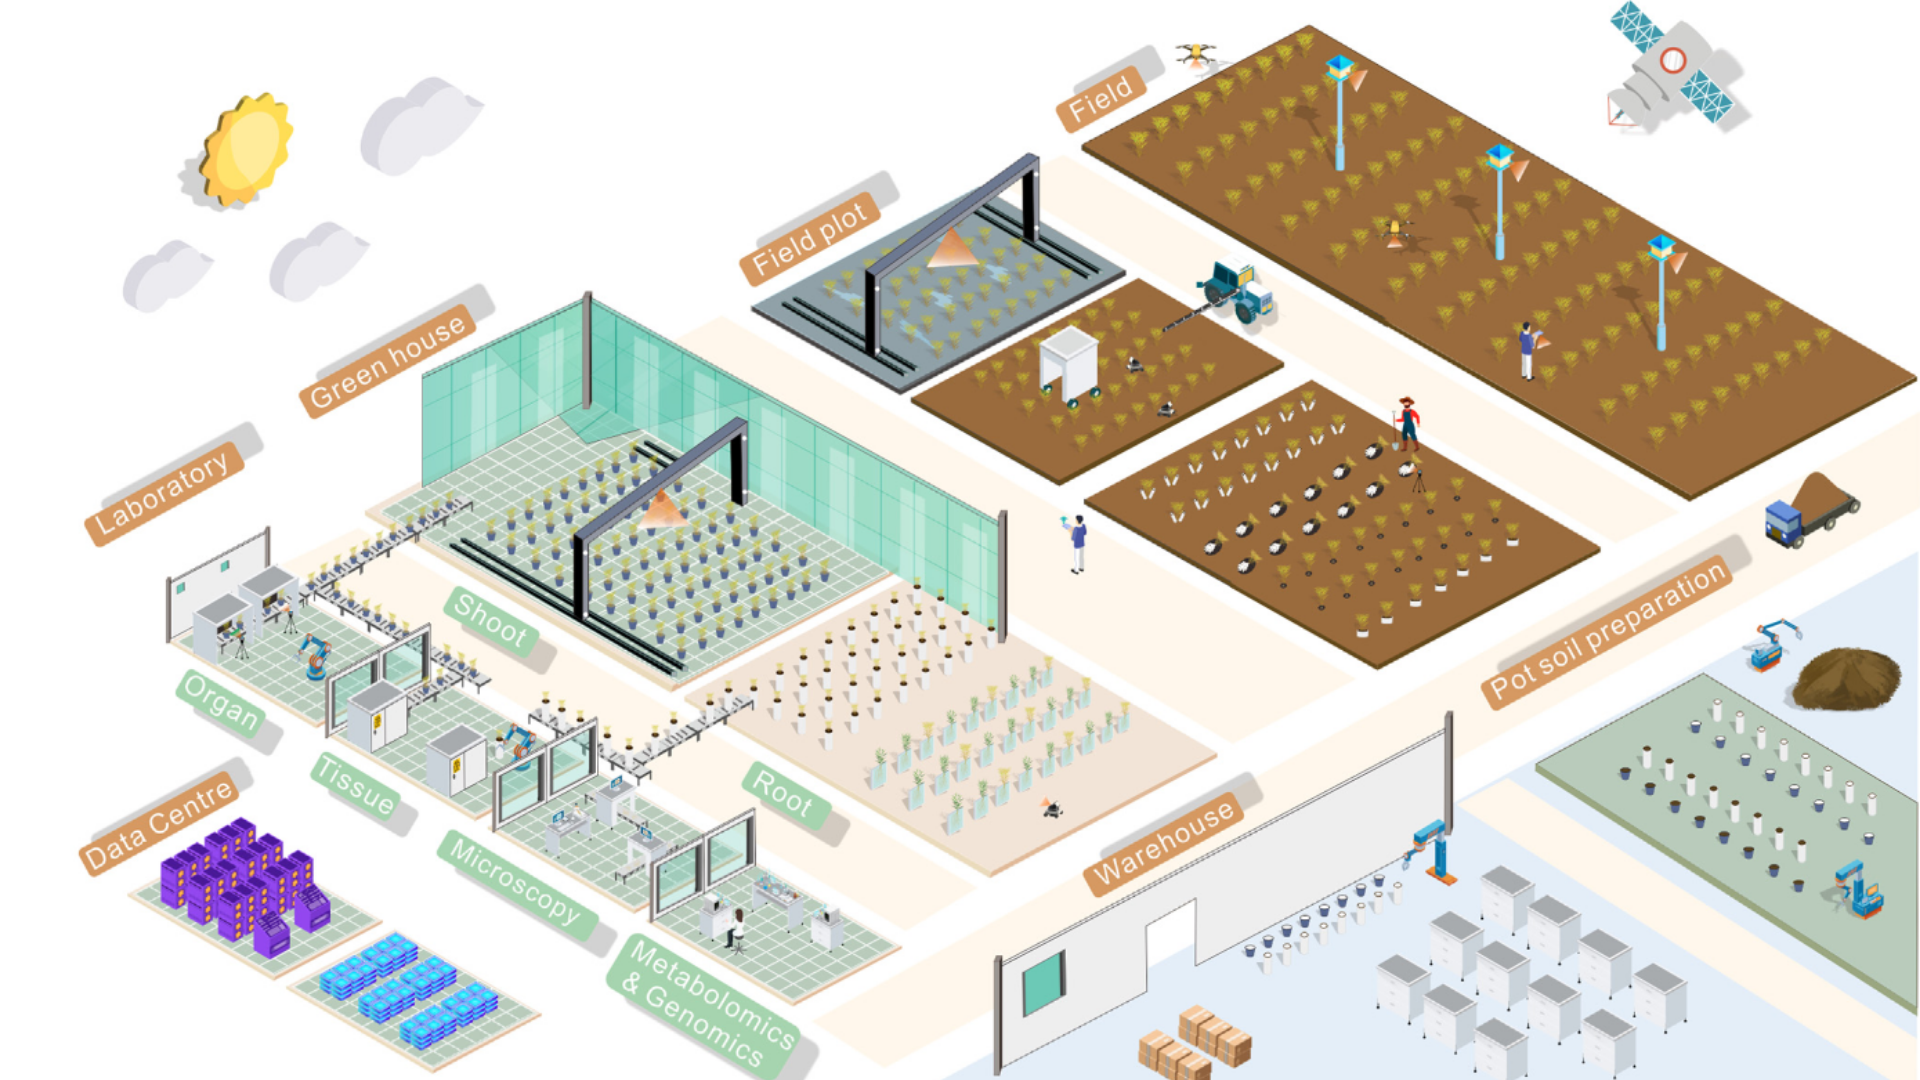 Field
Field plot
Green house
Laboratory
Shoot
Organ
Tissue
Root
Data Centre
Microscopy
Metabolomics
& Genomics
Warehouse
Pot soil preparation